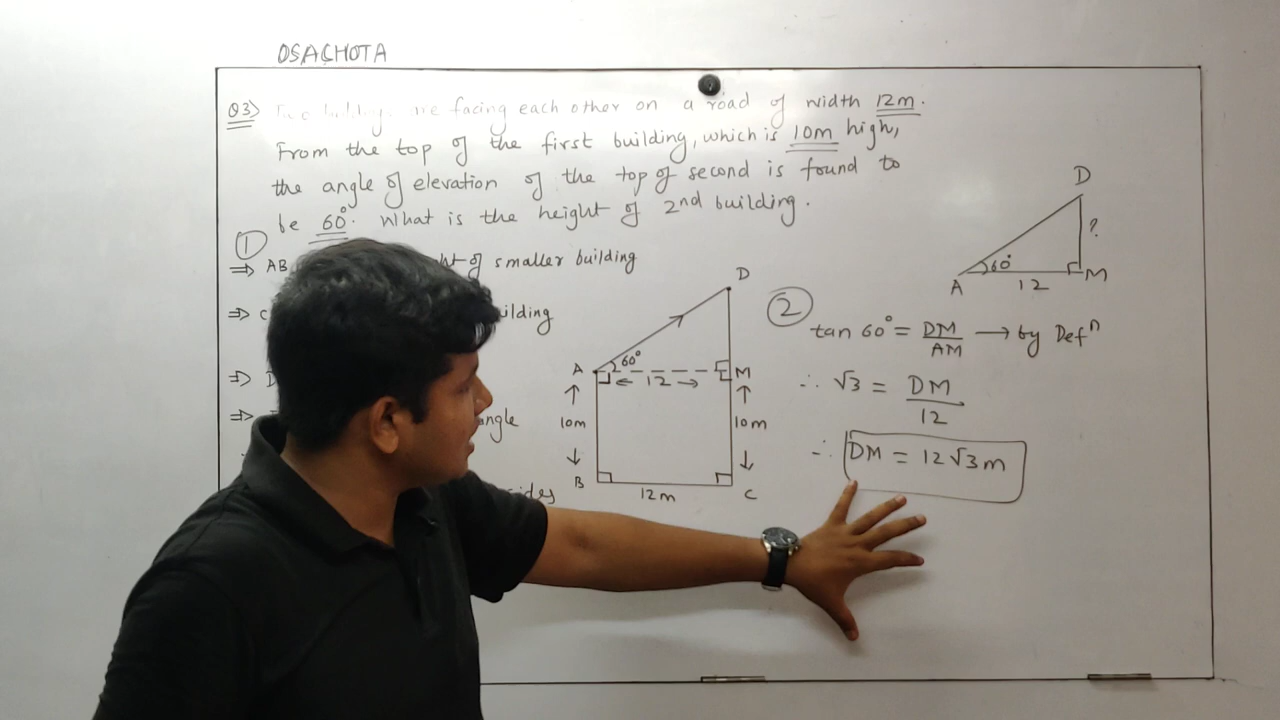 OSACHOTA
Q3) Two buildings are facing each other on a road of width 12m.
From the top of the first building, which is 10m high,
the angle of elevation of the top of second is found to
be 60°. What is the height of 2nd building.
①
⇒ AB of smaller building
⇒ C
⇒
⇒ angle
sides
D
A 60° M
← 12 →
↑ 10m ↓
↑ 10m ↓
B 12m C
D
?
60°
A 12 M
②
tan 60° = DM/AM → by Defⁿ
∴ √3 = DM/12
∴ DM = 12√3 m